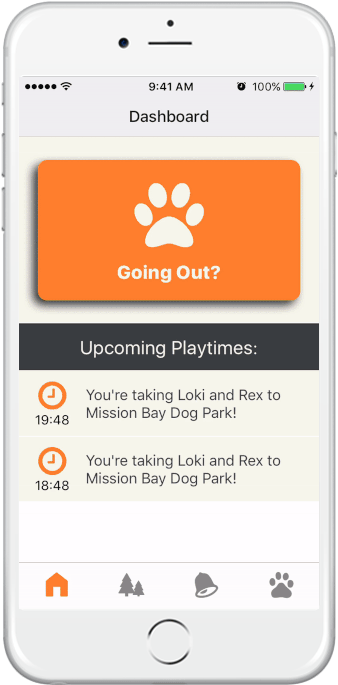 9:41 AM
100%
Dashboard
Going Out?
Upcoming Playtimes:
You're taking Loki and Rex to
Mission Bay Dog Park!
19:48
You're taking Loki and Rex to
Mission Bay Dog Park!
18:48